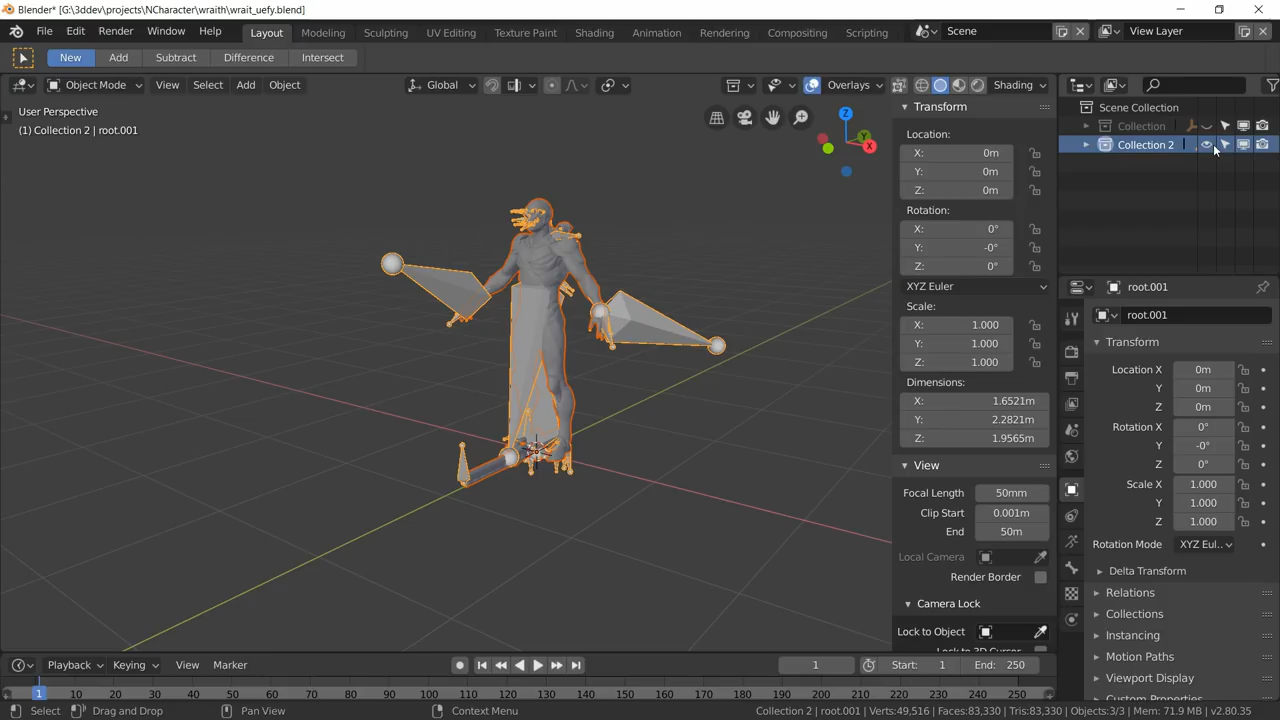 Blender* [G:\3ddev\projects\NCharacter\wraith\wrait_uefy.blend]
File Edit Render Window Help Layout Modeling Sculpting UV Editing Texture Paint Shading Animation Rendering Compositing Scripting Scene View Layer
New Add Subtract Difference Intersect
Object Mode View Select Add Object Global Overlays Shading
User Perspective
(1) Collection 2 | root.001
Z
Y
X
Transform
Location:
X: 0m
Y: 0m
Z: 0m
Rotation:
X: 0°
Y: -0°
Z: 0°
XYZ Euler
Scale:
X: 1.000
Y: 1.000
Z: 1.000
Dimensions:
X: 1.6521m
Y: 2.2821m
Z: 1.9565m
View
Focal Length 50mm
Clip Start 0.001m
End 50m
Local Camera
Render Border
Camera Lock
Lock to Object
Lock to 3D Cursor
Scene Collection
Collection
Collection 2
root.001
root.001
Transform
Location X 0m
Y 0m
Z 0m
Rotation X 0°
Y -0°
Z 0°
Scale X 1.000
Y 1.000
Z 1.000
Rotation Mode XYZ Eul..
Delta Transform
Relations
Collections
Instancing
Motion Paths
Viewport Display
Custom Properties
Playback Keying View Marker 1 Start: 1 End: 250
1 10 20 30 40 50 60 70 80 90 100 110 120 130 140 150 160 170 180 190 200 210 220 230 240 250
Select Drag and Drop Pan View Context Menu Collection 2 | root.001 | Verts:49,516 | Faces:83,330 | Tris:83,330 | Objects:3/3 | Mem: 71.9 MB | v2.80.35